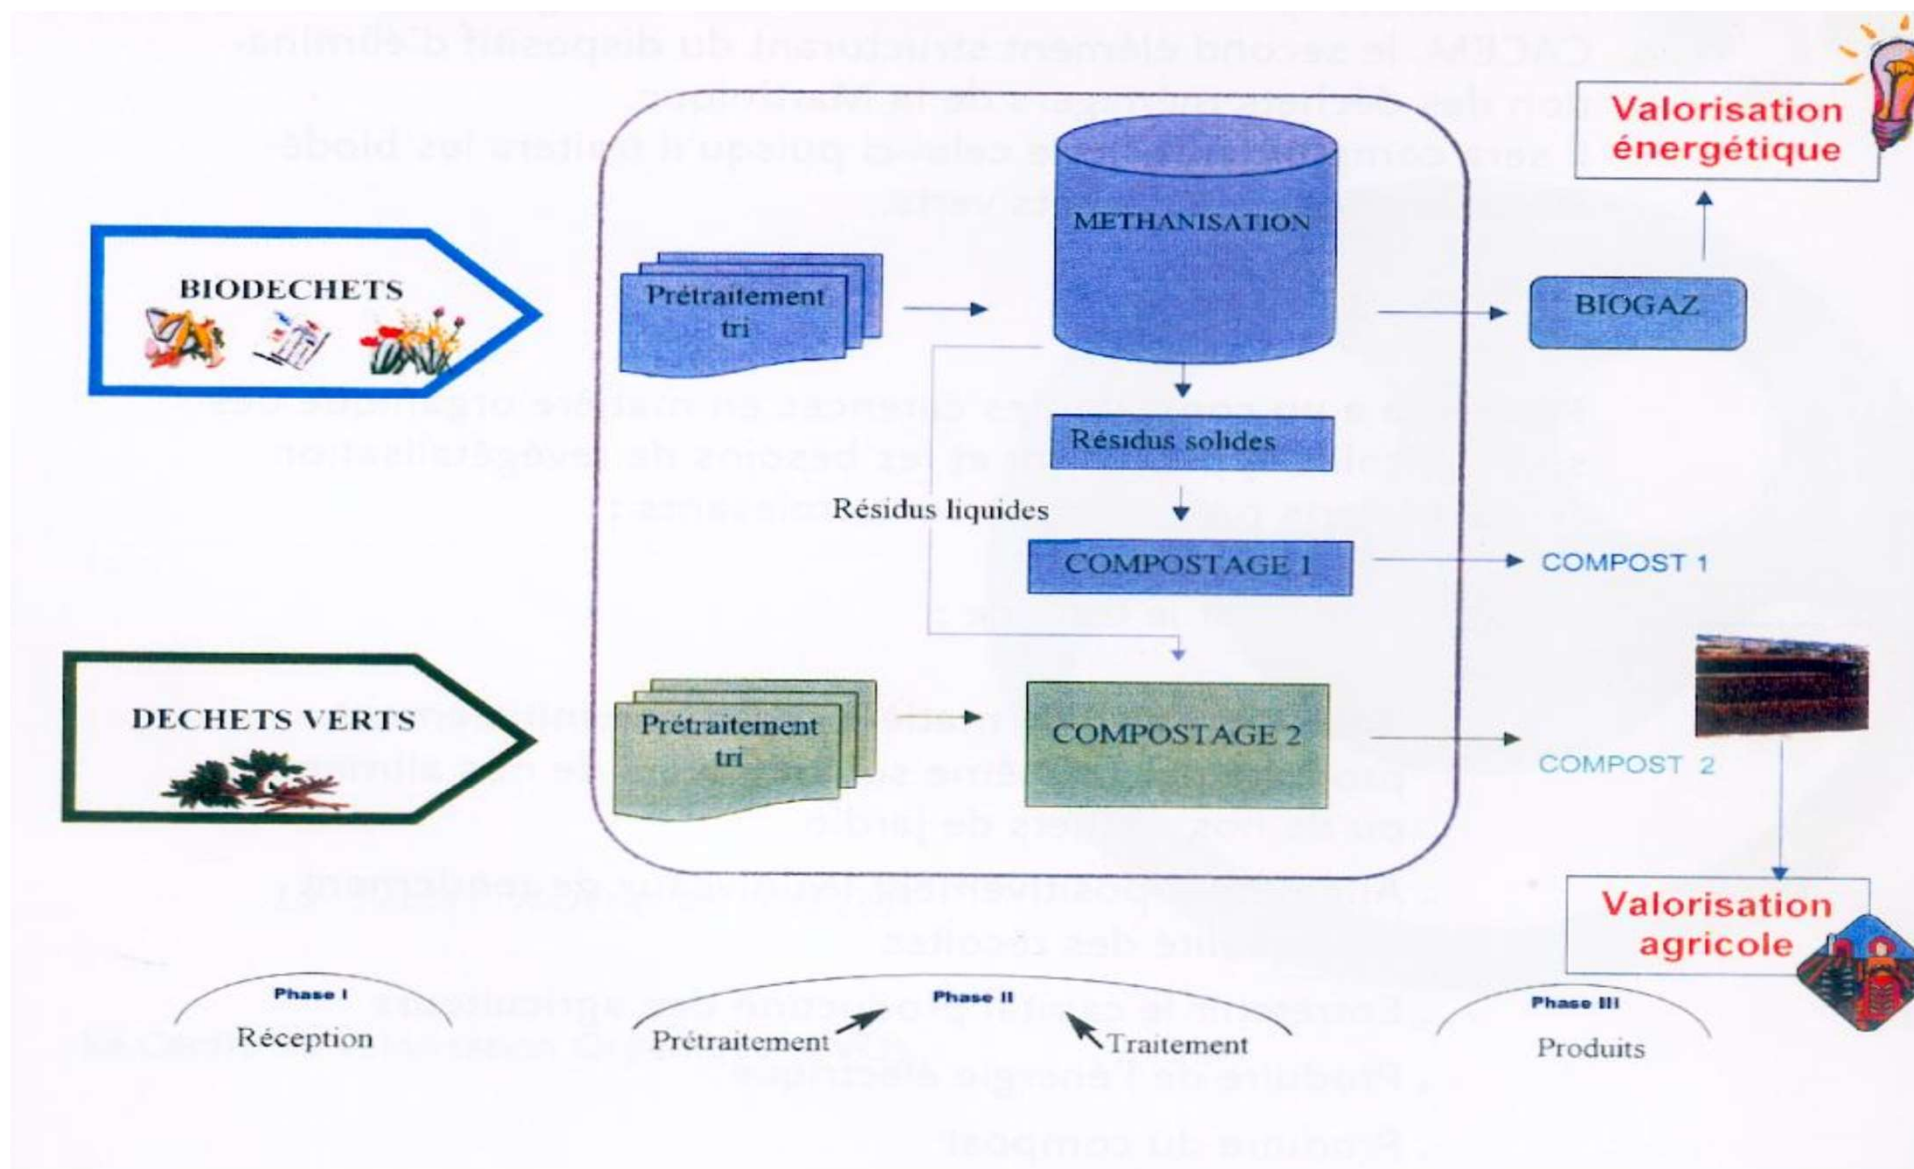 Valorisation
énergétique
METHANISATION
BIODECHETS
Prétraitement
tri
BIOGAZ
Résidus solides
Résidus liquides
COMPOSTAGE 1
COMPOST 1
DECHETS VERTS
Prétraitement
tri
COMPOSTAGE 2
COMPOST 2
Valorisation
agricole
Phase I
Réception
Phase II
Prétraitement
Traitement
Phase III
Produits